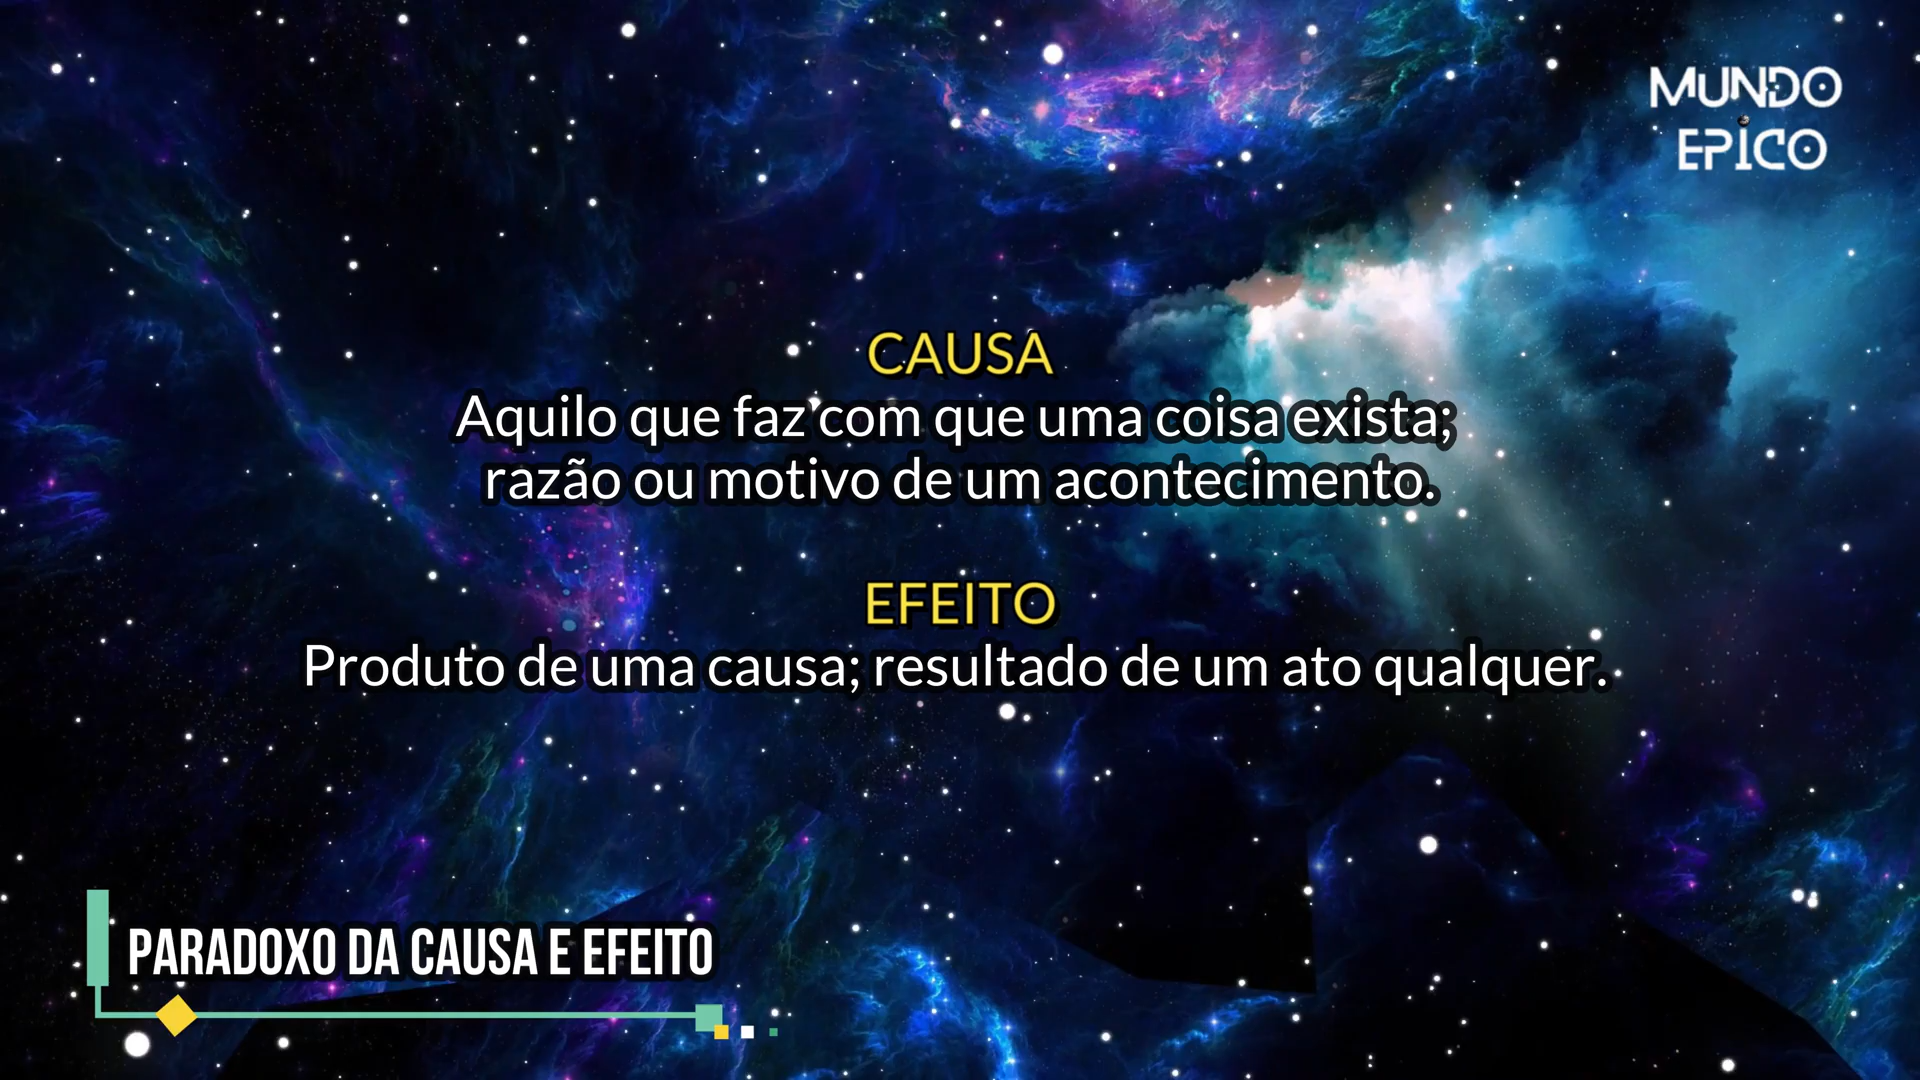 MUNDO
EPICO
CAUSA
Aquilo que faz com que uma coisa exista;
razão ou motivo de um acontecimento.
EFEITO
Produto de uma causa; resultado de um ato qualquer.
PARADOXO DA CAUSA E EFEITO